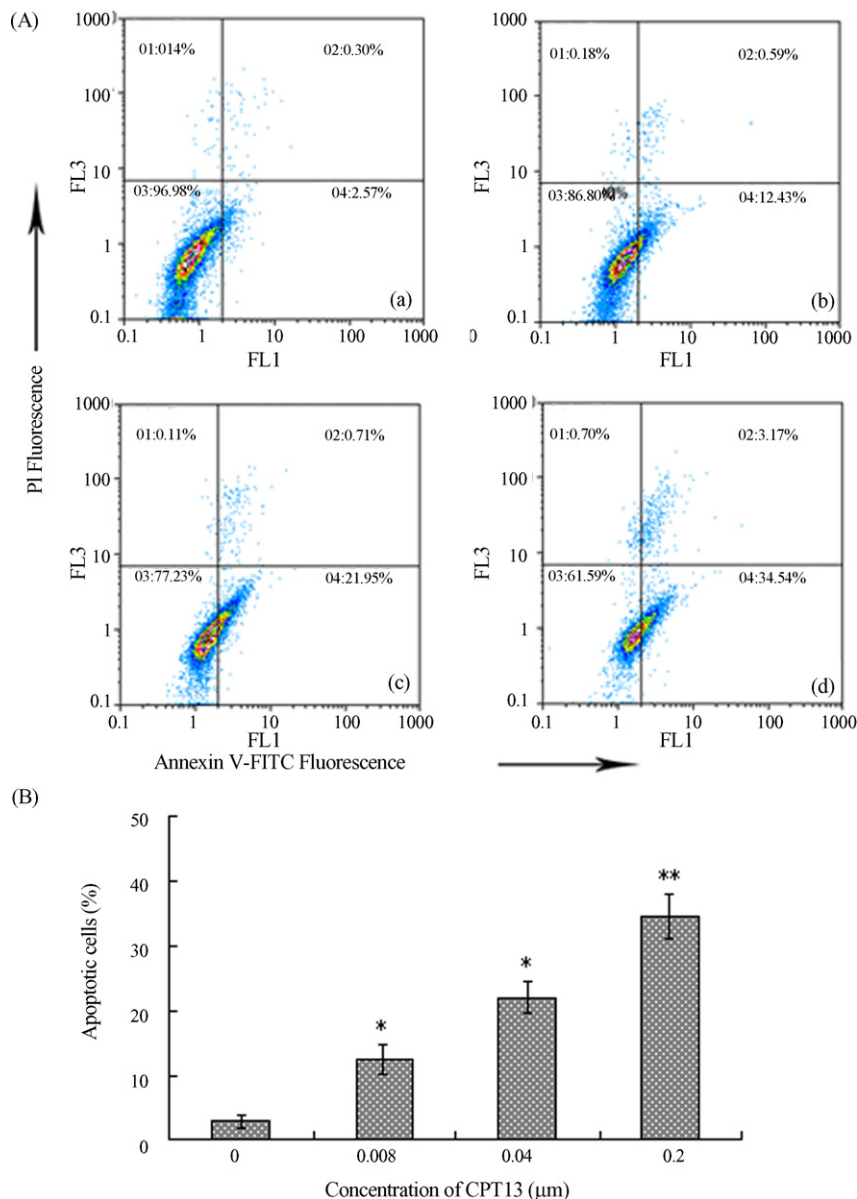 (A)
1000
01:014%
02:0.30%
100
FL3
10
03:96.98%
04:2.57%
1
0.1
(a)
0.1 1 10 100 1000
FL1
1000
01:0.18%
02:0.59%
100
FL3
10
03:86.80%
04:12.43%
1
0.1
(b)
0 0.1 1 10 100 1000
FL1
PI Fluorescence
1000
01:0.11%
02:0.71%
100
FL3
10
03:77.23%
04:21.95%
1
0.1
(c)
0.1 1 10 100 1000
FL1
1000
01:0.70%
02:3.17%
100
FL3
10
03:61.59%
04:34.54%
1
0.1
(d)
0.1 1 10 100 1000
FL1
Annexin V-FITC Fluorescence
(B)
50
40
30
20
10
0
Apoptotic cells (%)
*
*
**
0 0.008 0.04 0.2
Concentration of CPT13 (μm)